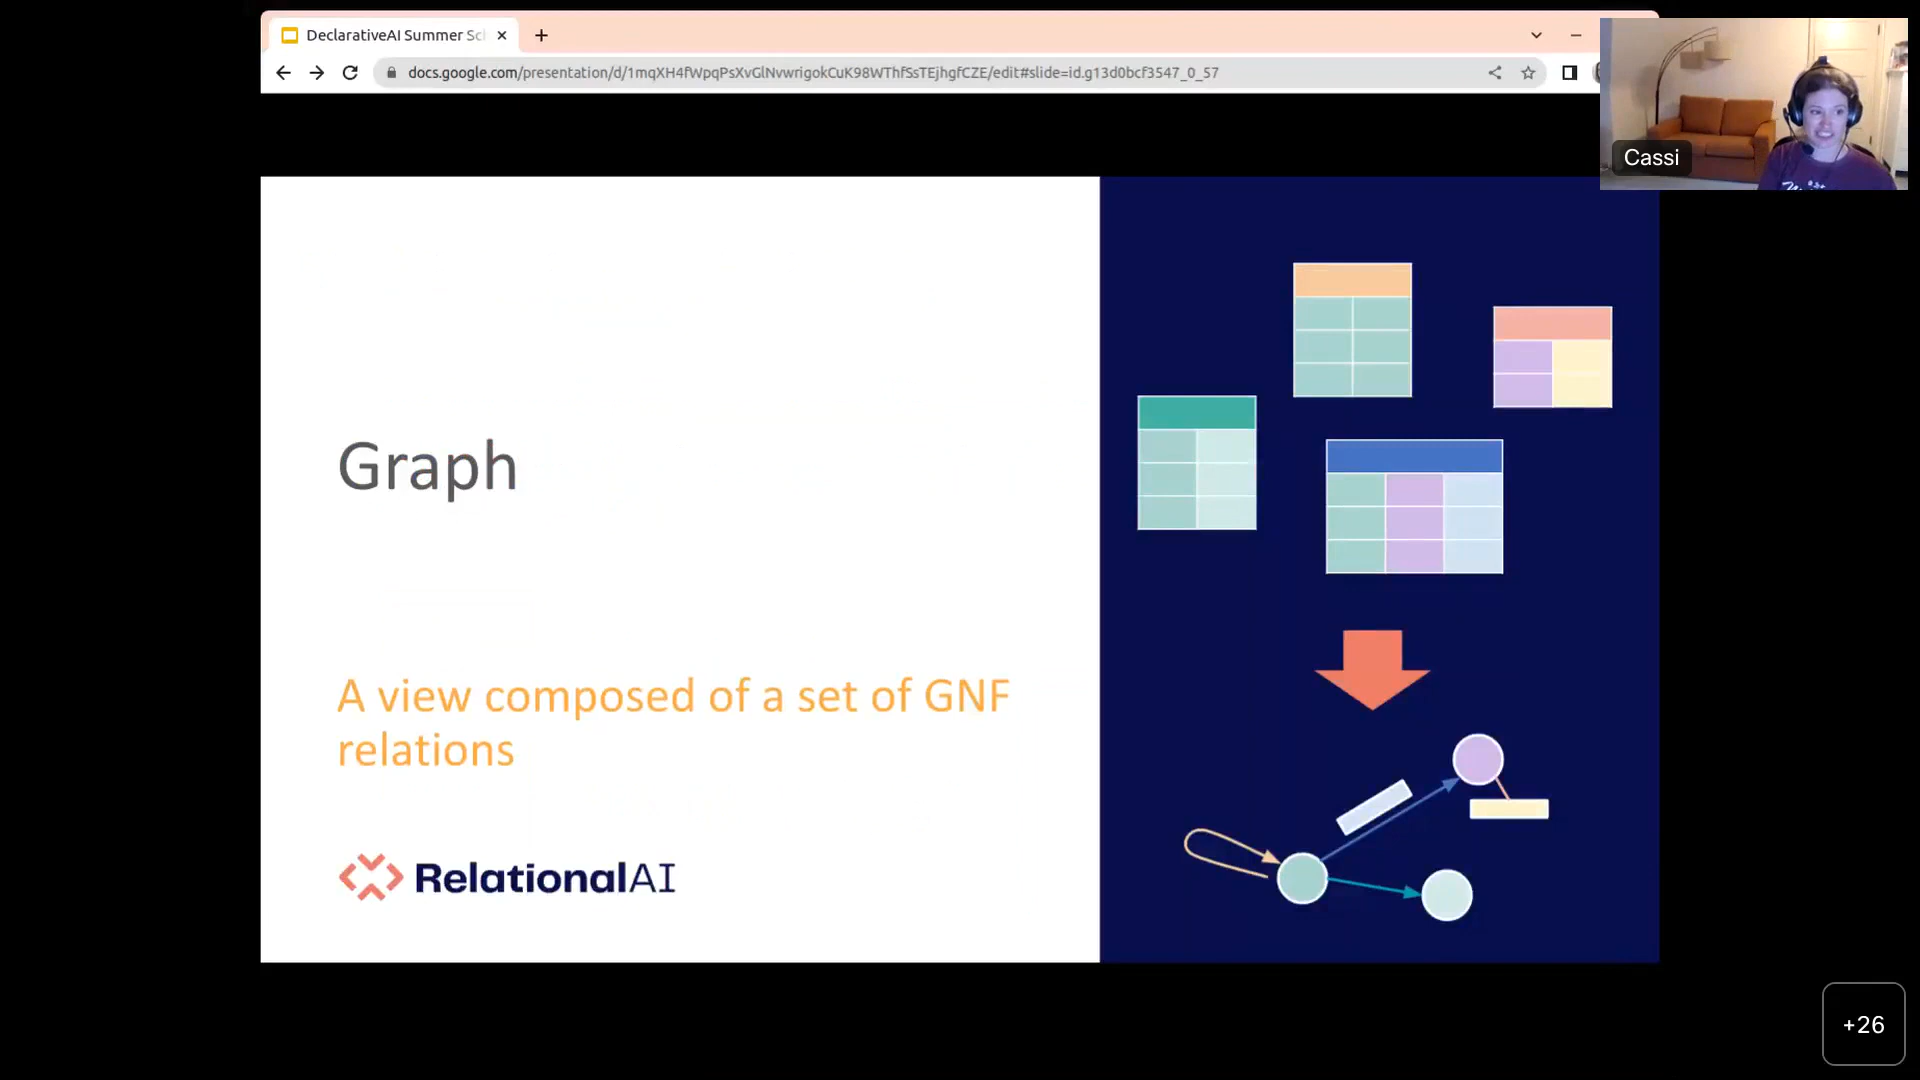 DeclarativeAI Summer Sc
docs.google.com/presentation/d/1mqXH4fWpqPsXvGlNvwrigokCuK98WThfSsTEjhgfCZE/edit#slide=id.g13d0bcf3547_0_57
Cassi
Graph
A view composed of a set of GNF
relations
RelationalAI
+26